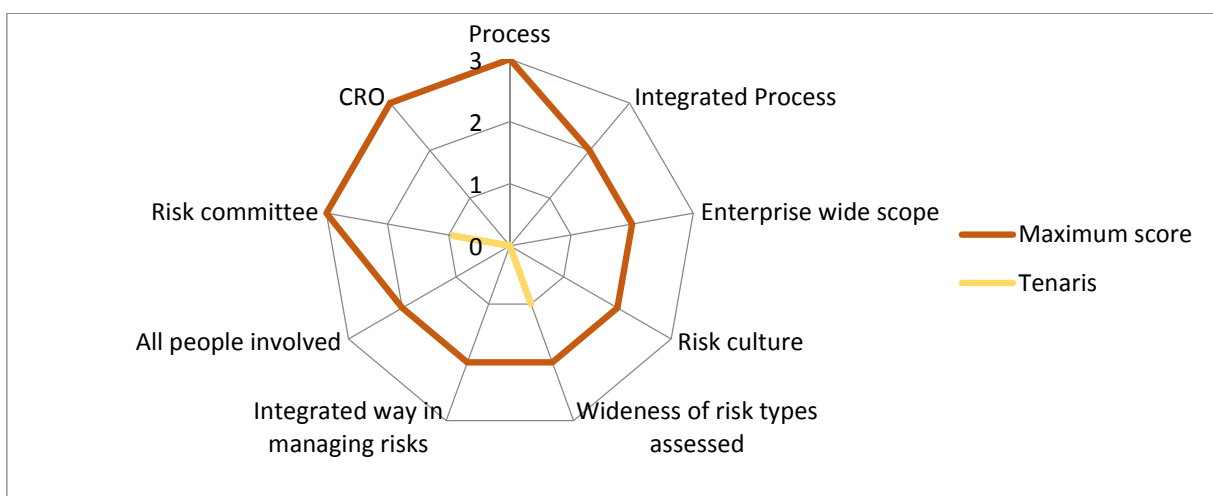 Process
3
CRO
Integrated Process
2
1
Risk committee
Enterprise wide scope
0
Maximum score
Tenaris
All people involved
Risk culture
Integrated way in
managing risks
Wideness of risk types
assessed